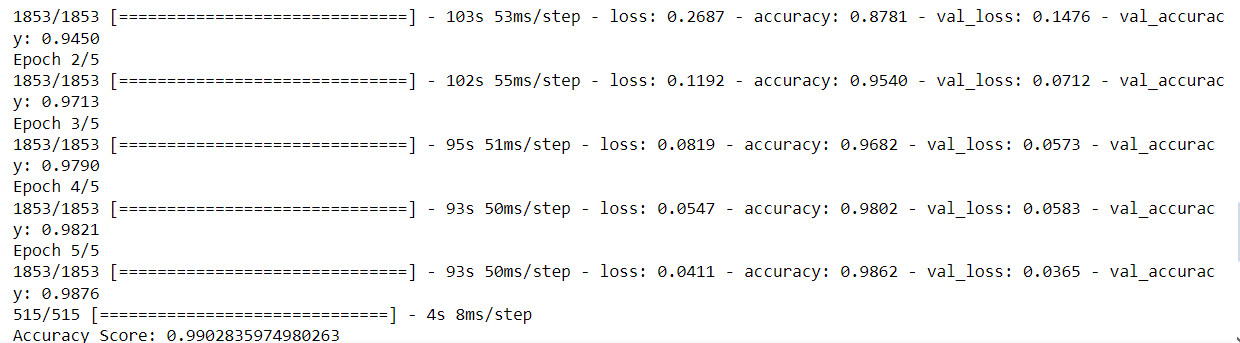 1853/1853 [==============================] - 103s 53ms/step - loss: 0.2687 - accuracy: 0.8781 - val_loss: 0.1476 - val_accurac
y: 0.9450
Epoch 2/5
1853/1853 [==============================] - 102s 55ms/step - loss: 0.1192 - accuracy: 0.9540 - val_loss: 0.0712 - val_accurac
y: 0.9713
Epoch 3/5
1853/1853 [==============================] - 95s 51ms/step - loss: 0.0819 - accuracy: 0.9682 - val_loss: 0.0573 - val_accurac
y: 0.9790
Epoch 4/5
1853/1853 [==============================] - 93s 50ms/step - loss: 0.0547 - accuracy: 0.9802 - val_loss: 0.0583 - val_accurac
y: 0.9821
Epoch 5/5
1853/1853 [==============================] - 93s 50ms/step - loss: 0.0411 - accuracy: 0.9862 - val_loss: 0.0365 - val_accurac
y: 0.9876
515/515 [==============================] - 4s 8ms/step
Accuracy Score: 0.9902835974980263